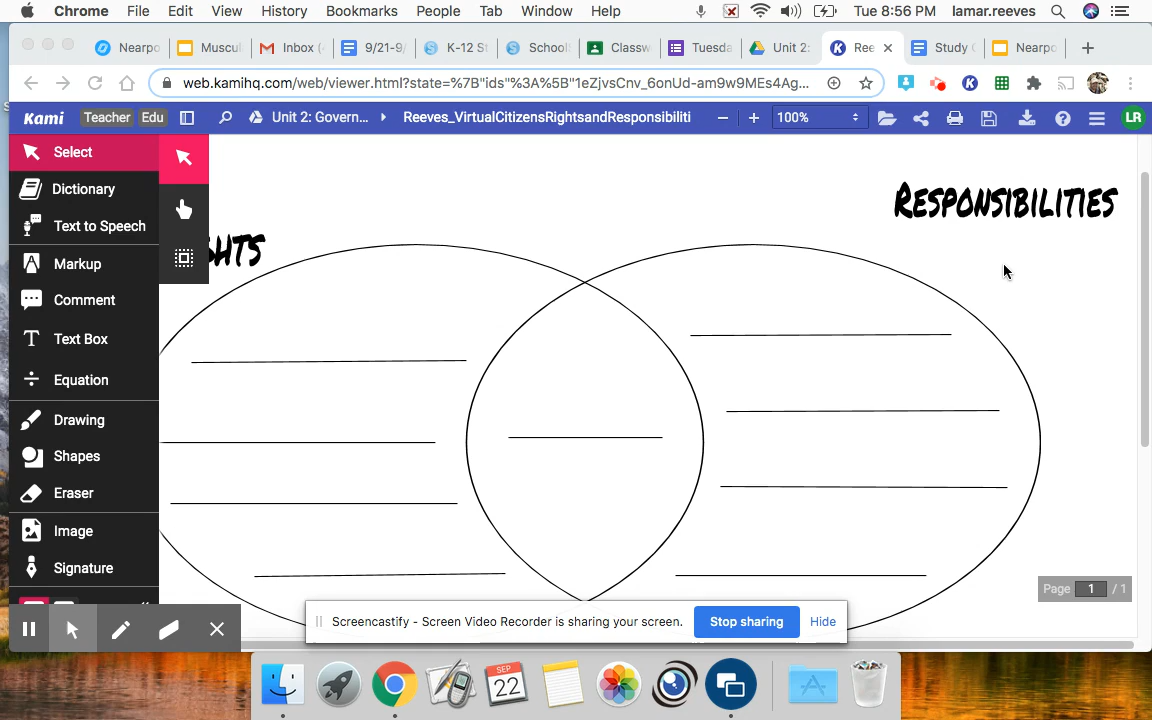 Chrome File Edit View History Bookmarks People Tab Window Help Tue 8:56 PM lamar.reeves
Nearpo Muscul Inbox ( 9/21-9/ K-12 St School Classw Tuesda Unit 2: Ree Study Nearpo
web.kamihq.com/web/viewer.html?state=%7B"ids"%3A%5B"1eZjvsCnv_6onUd-am9w9MEs4Ag...
Kami Teacher Edu Unit 2: Govern... Reeves_VirtualCitizensRightsandResponsibiliti 100% LR
Select
Dictionary
Text to Speech
Markup
Comment
Text Box
Equation
Drawing
Shapes
Eraser
Image
Signature
Responsibilities
ghts
Page 1 / 1
Screencastify - Screen Video Recorder is sharing your screen. Stop sharing Hide
SEP
22